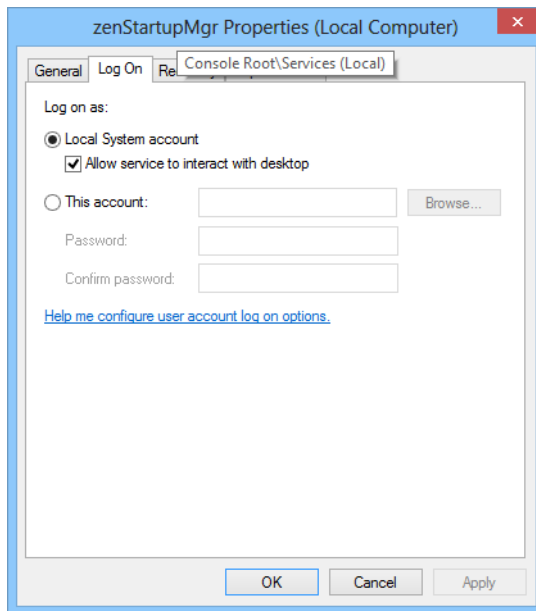 zenStartupMgr Properties (Local Computer)
Console Root\Services (Local)
General Log On
Log on as:
Local System account
Allow service to interact with desktop
This account:
Browse...
Password:
Confirm password:
Help me configure user account log on options.
OK Cancel Apply